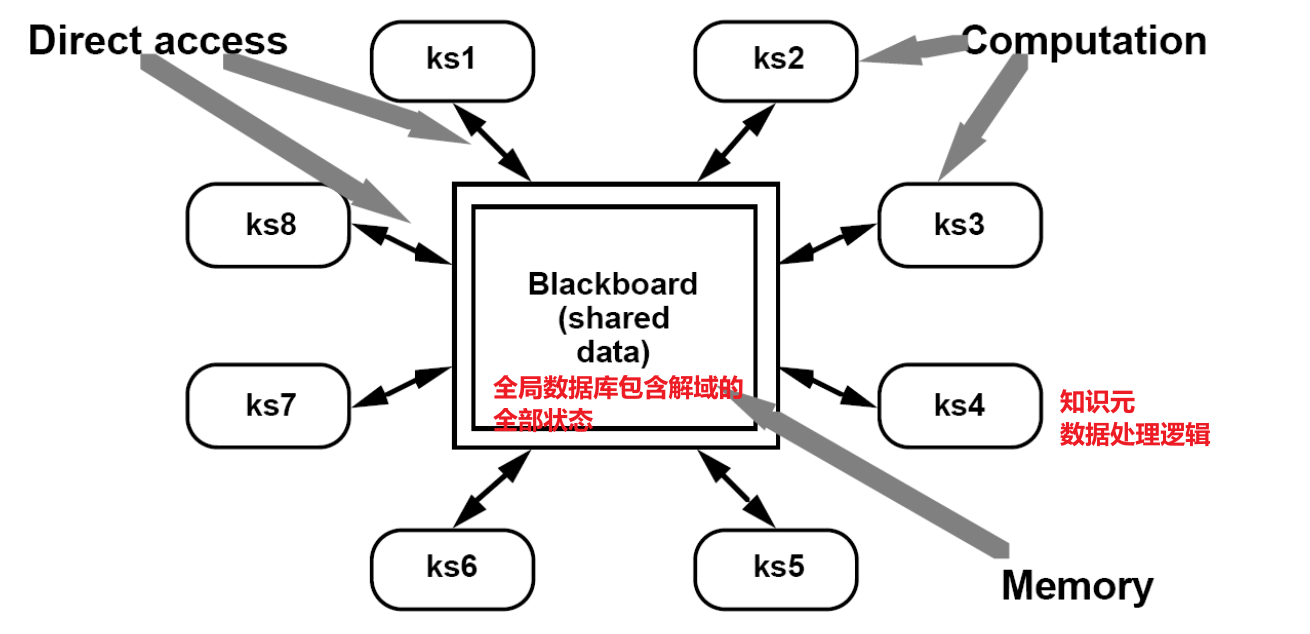 Direct access
ks1
ks2
Computation
ks8
ks3
Blackboard
(shared
data)
全局数据库包含解域的
全部状态
ks7
ks4
知识元
数据处理逻辑
ks6
ks5
Memory